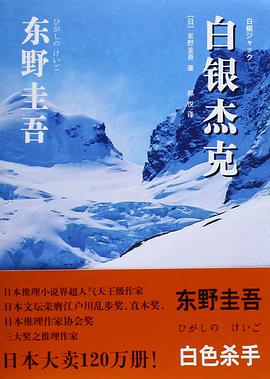 白银ジャック
白银杰克
[日] 东野圭吾 著
郭悦 译
ひがしの けいご
东野圭吾
日本推理小说界超人气天王级作家
日本文坛荣膺江户川乱步奖、直木奖、
日本推理作家协会奖
三大奖之推理作家
日本大卖120万册！
东野圭吾
ひがしの けいご
白色杀手